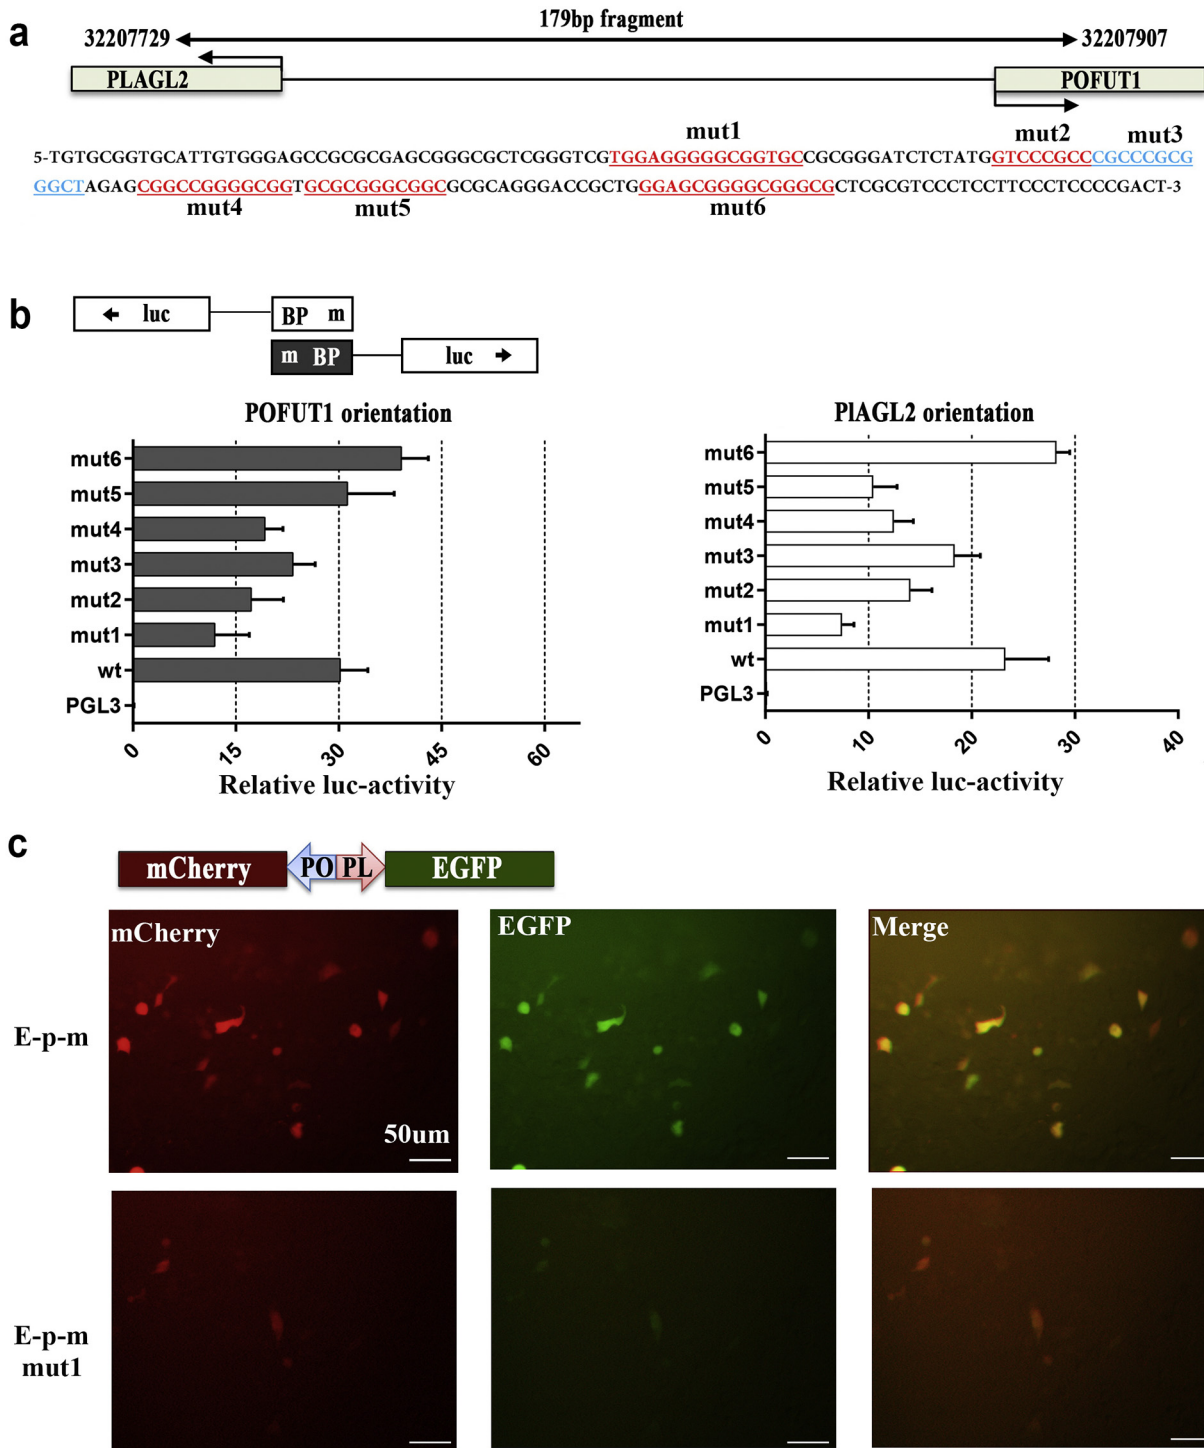 a
179bp fragment
32207729
32207907
PLAGL2
POFUT1
mut1
mut2
mut3
5-TGTGCGGTGCATTGTGGGAGCCGCGCGAGCGGGCGCTCGGGTCGTGGAGGGGGCGGTGCCGCGGGATCTCTATGGTCCCGCCCGCCCGCG
GGCTAGAGCGGCCGGGGCGGTGCGCGGGCGGCGCGCAGGGACCGCTGGGAGCGGGGCGGGCGCTCGCGTCCCTCCTTCCCTCCCCGACT-3
mut4
mut5
mut6
b
luc
BP m
m BP
luc
POFUT1 orientation
mut6
mut5
mut4
mut3
mut2
mut1
wt
PGL3
0
15
30
45
60
Relative luc-activity
PlAGL2 orientation
mut6
mut5
mut4
mut3
mut2
mut1
wt
PGL3
0
10
20
30
40
Relative luc-activity
c
mCherry
PO
PL
EGFP
mCherry
EGFP
Merge
E-p-m
50um
E-p-m
mut1